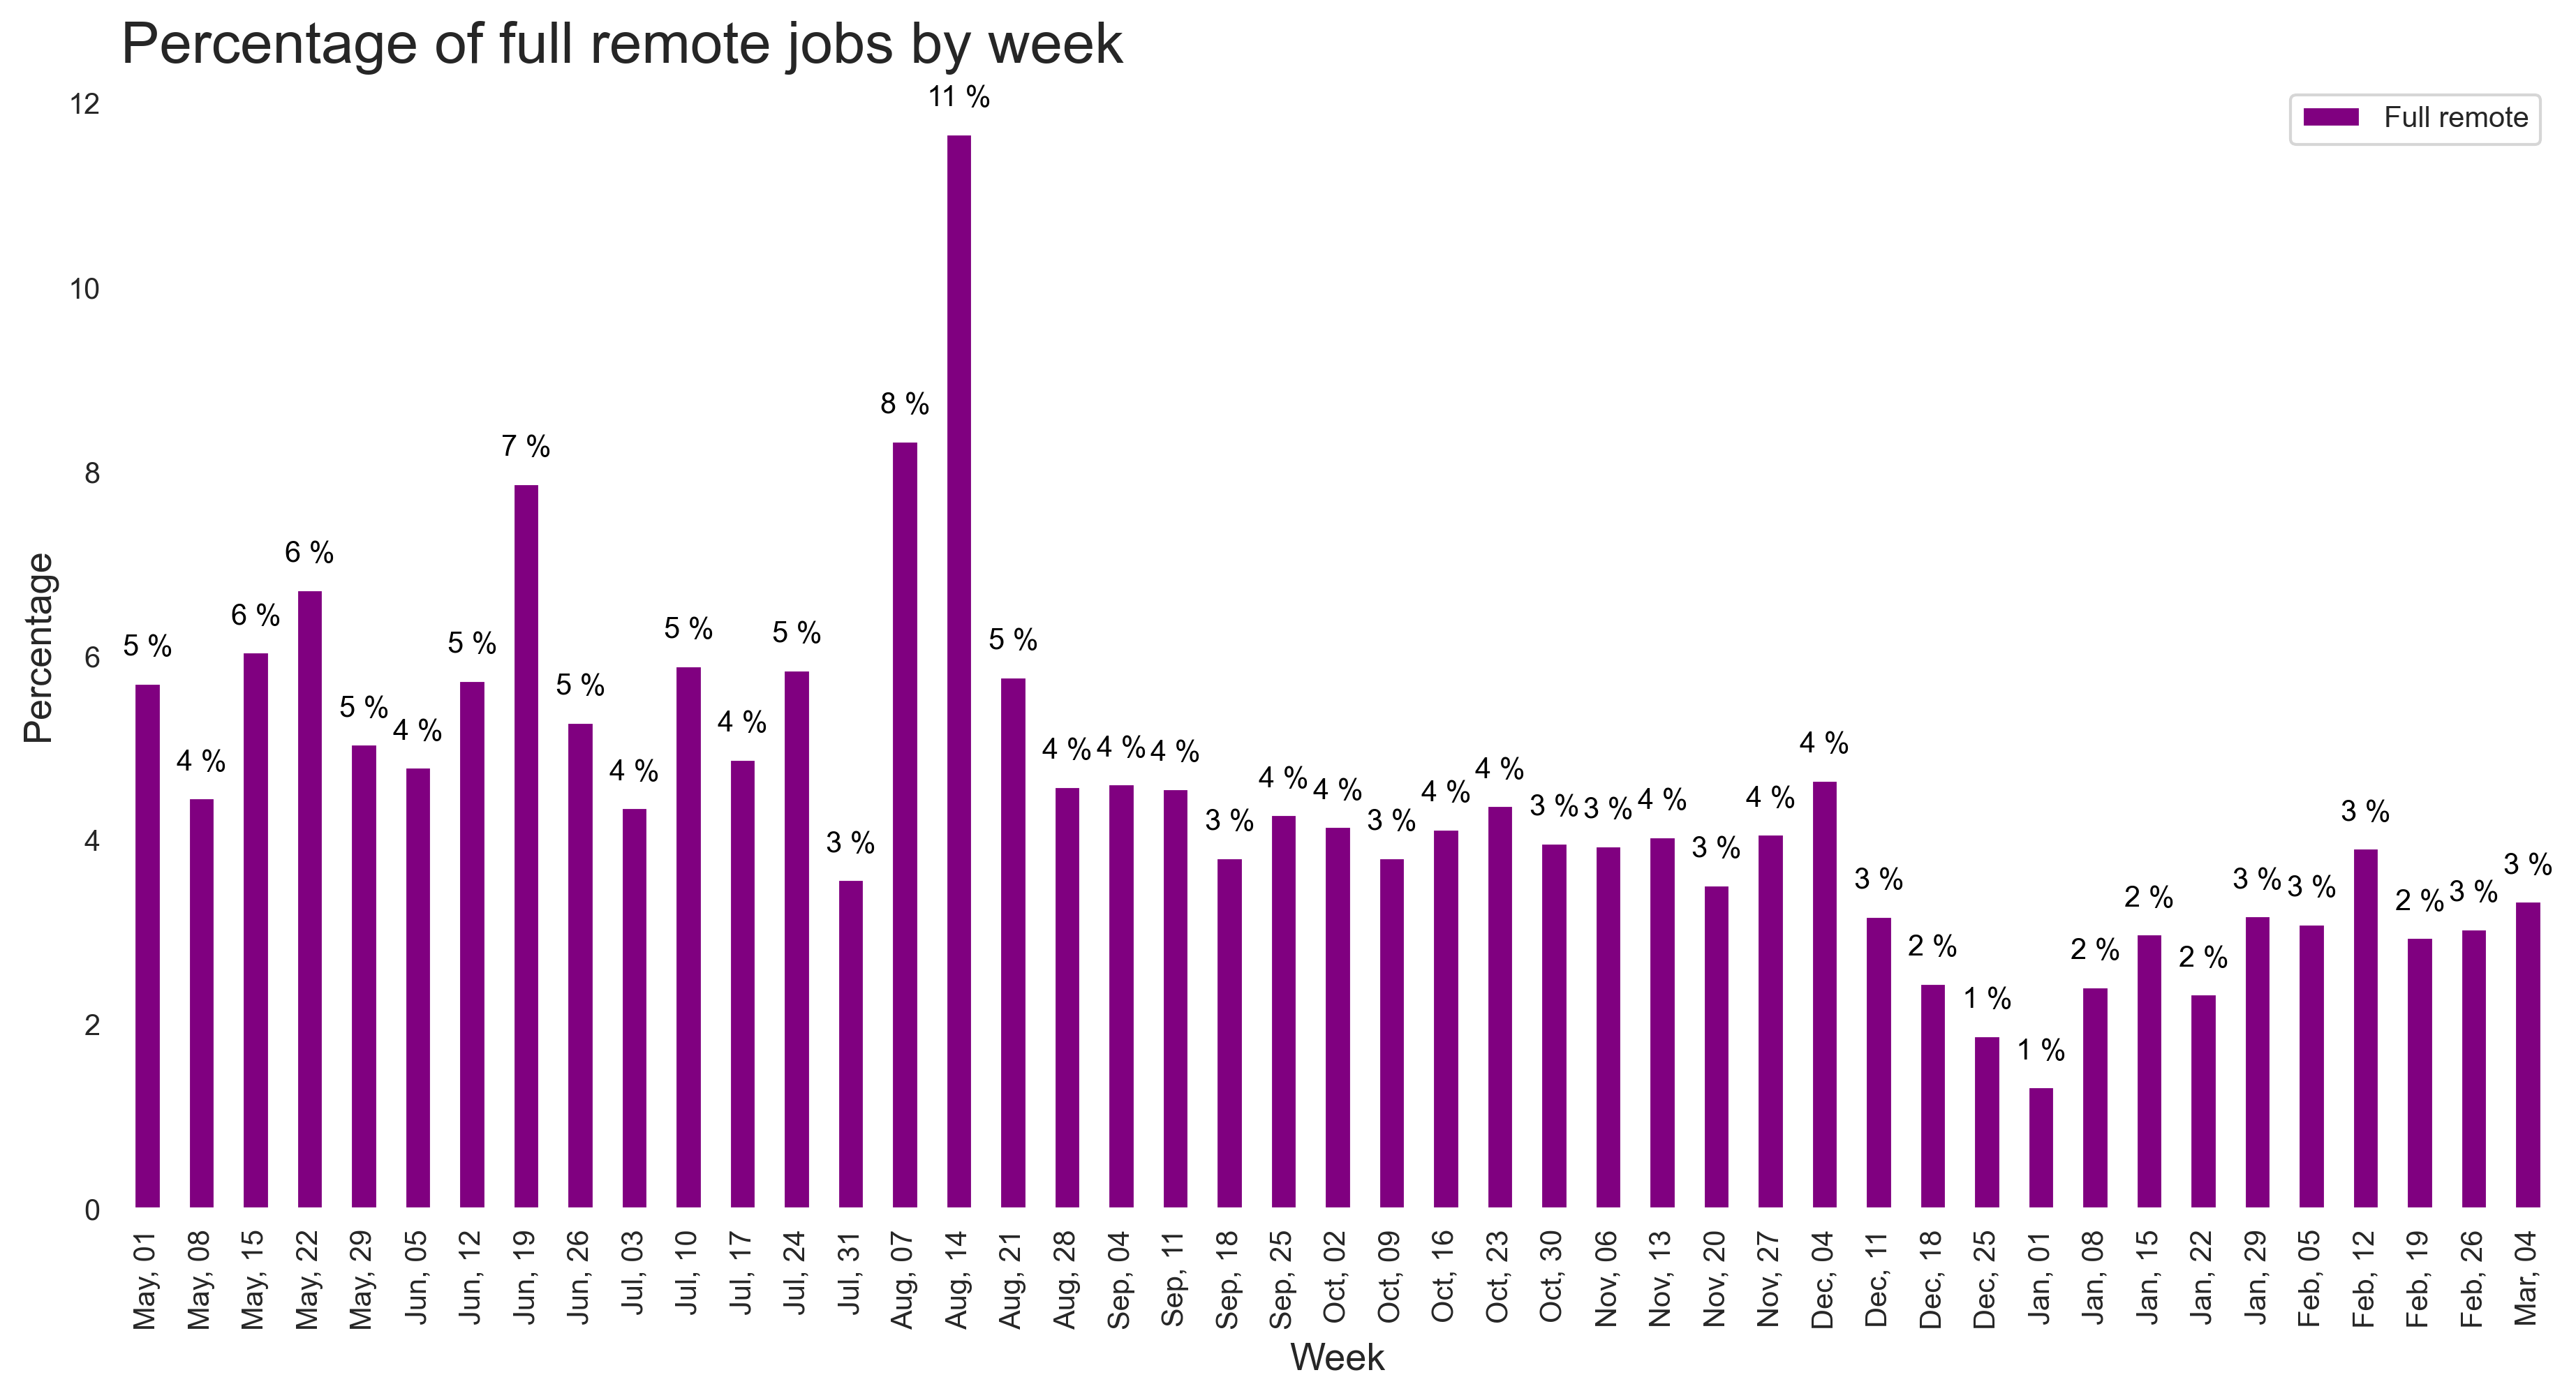 Percentage of full remote jobs by week
Full remote
Percentage
12
10
8
6
4
2
0
5 %
4 %
6 %
6 %
5 %
4 %
5 %
7 %
5 %
4 %
5 %
4 %
5 %
3 %
8 %
11 %
5 %
4 %
4 %
4 %
3 %
4 %
4 %
3 %
4 %
4 %
3 %
3 %
4 %
3 %
4 %
4 %
3 %
2 %
1 %
1 %
2 %
2 %
2 %
3 %
3 %
3 %
2 %
3 %
3 %
May, 01
May, 08
May, 15
May, 22
May, 29
Jun, 05
Jun, 12
Jun, 19
Jun, 26
Jul, 03
Jul, 10
Jul, 17
Jul, 24
Jul, 31
Aug, 07
Aug, 14
Aug, 21
Aug, 28
Sep, 04
Sep, 11
Sep, 18
Sep, 25
Oct, 02
Oct, 09
Oct, 16
Oct, 23
Oct, 30
Nov, 06
Nov, 13
Nov, 20
Nov, 27
Dec, 04
Dec, 11
Dec, 18
Dec, 25
Jan, 01
Jan, 08
Jan, 15
Jan, 22
Jan, 29
Feb, 05
Feb, 12
Feb, 19
Feb, 26
Mar, 04
Week